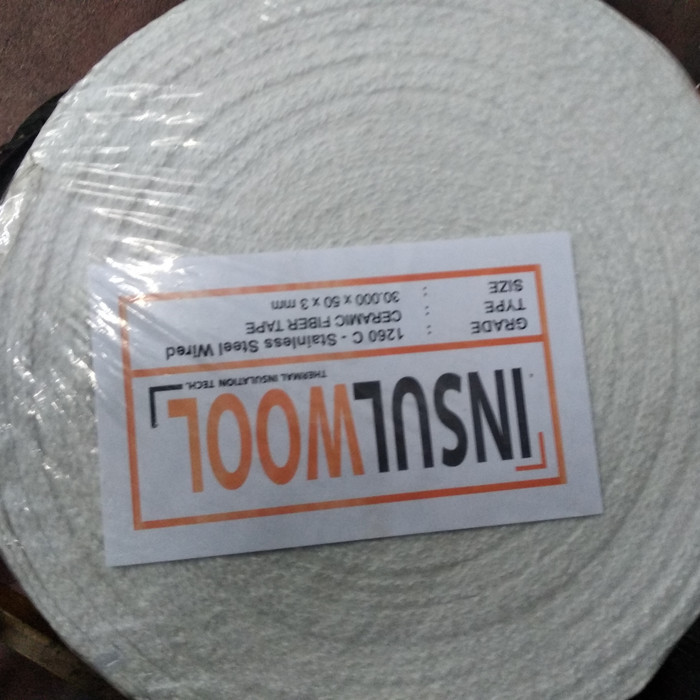 INSULWOOL
THERMAL INSULATION TECH.
GRADE : 1260 C - Stainless Steel Wired
TYPE : CERAMIC FIBER TAPE
SIZE : 30.000 x 50 x 3 mm